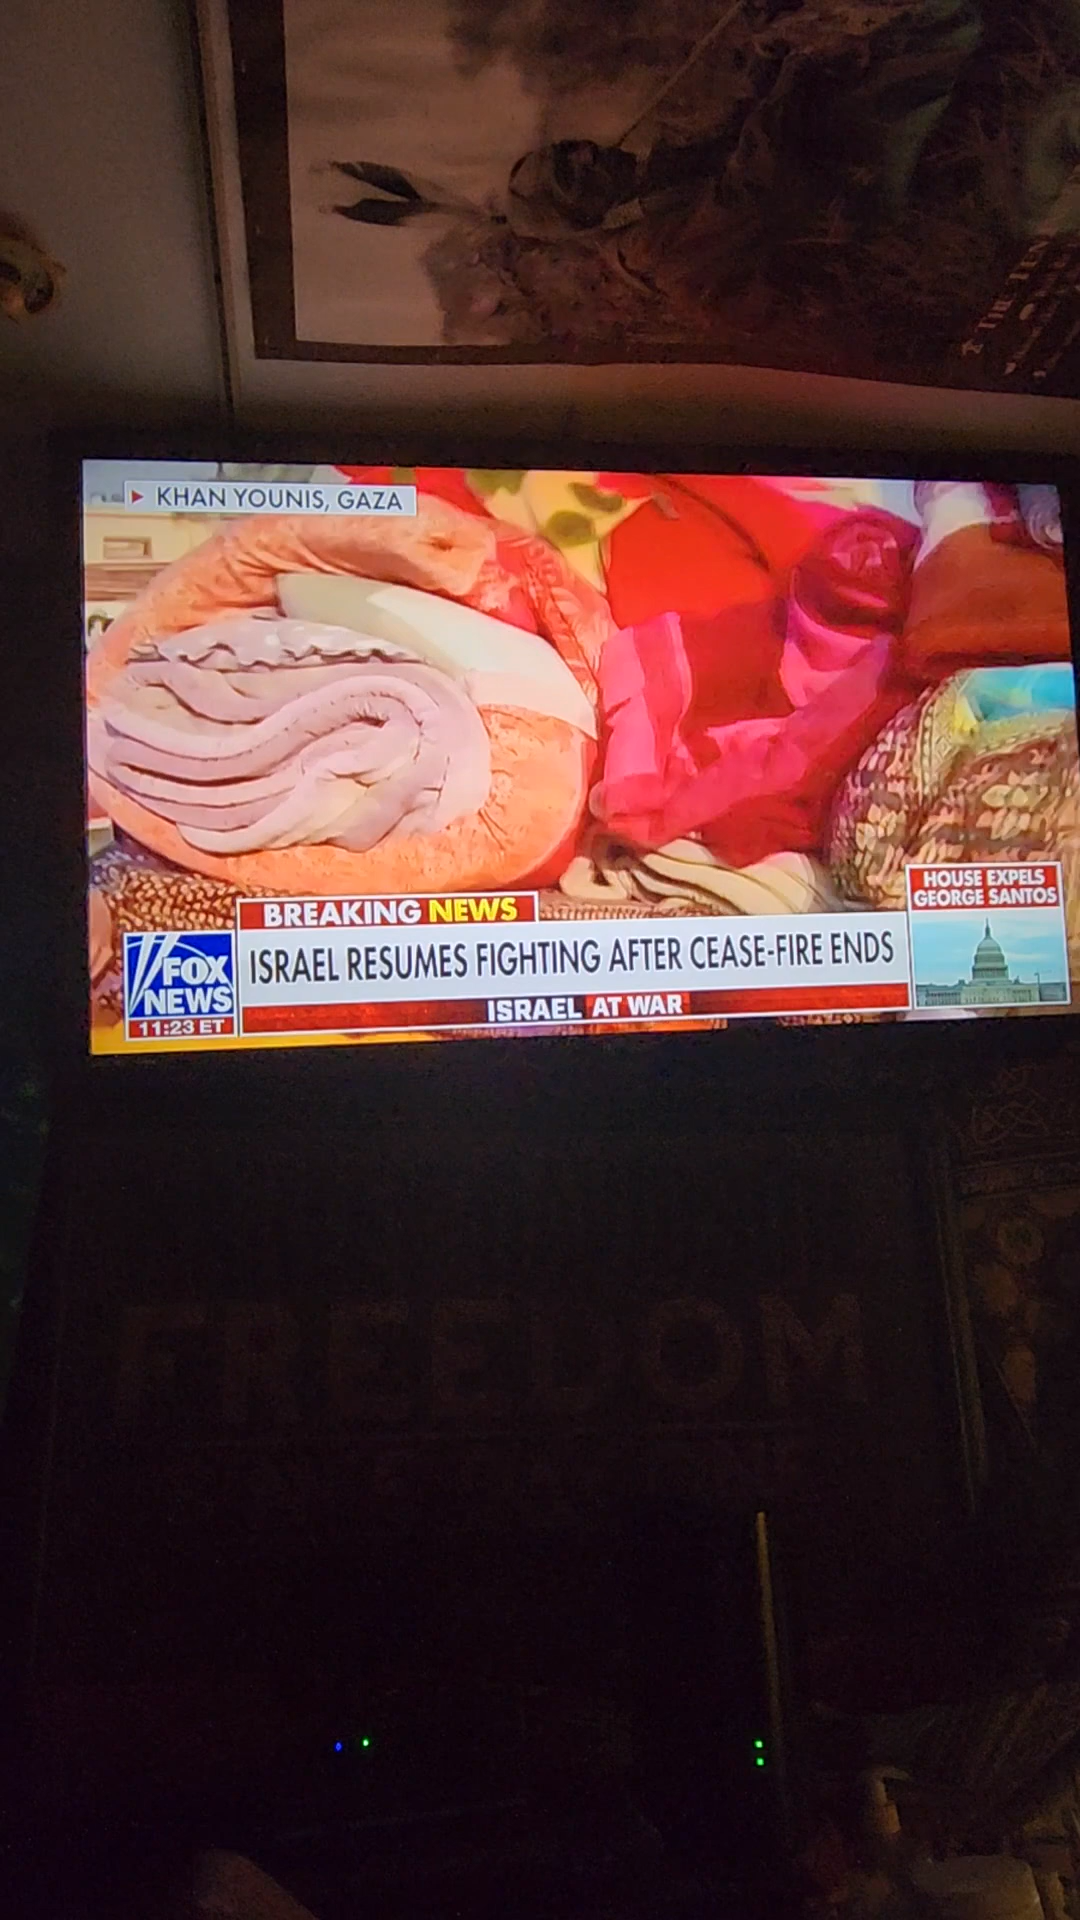 KHAN YOUNIS, GAZA
BREAKING NEWS
HOUSE EXPELS
GEORGE SANTOS
FOX
NEWS
11:23 ET
ISRAEL RESUMES FIGHTING AFTER CEASE-FIRE ENDS
ISRAEL AT WAR
FREEDOM